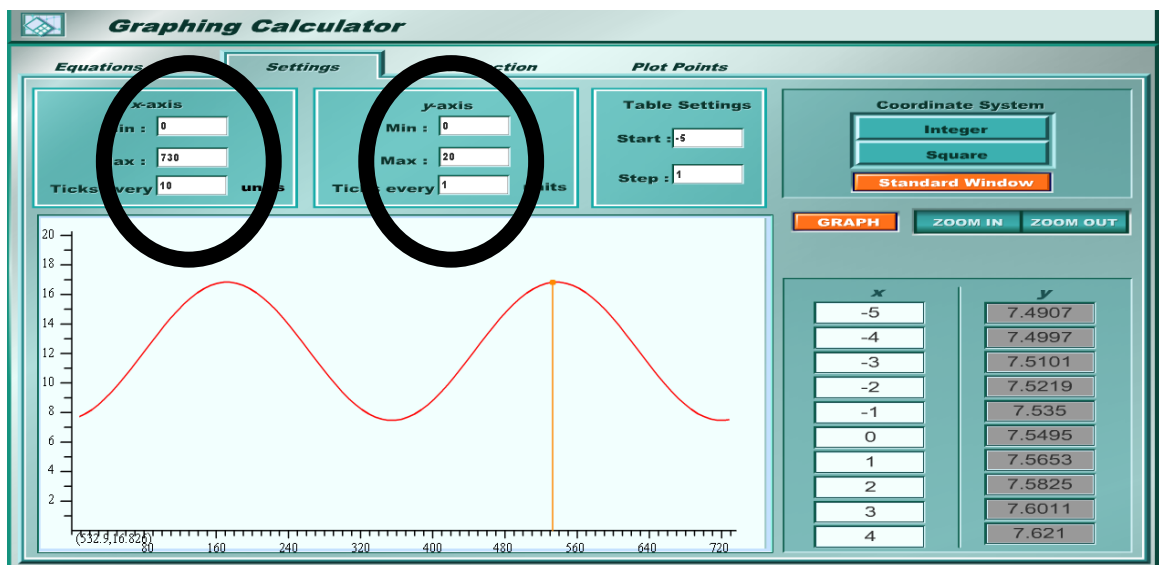 Graphing Calculator
Equations Settings ction Plot Points
x-axis
in : 0
ax : 730
Ticks every 10 units
y-axis
Min : 0
Max : 20
Ticks every 1 units
Table Settings
Start : -5
Step : 1
Coordinate System
Integer
Square
Standard Window
GRAPH ZOOM IN ZOOM OUT
20
18
16
14
12
10
8
6
4
2
(532.9,16.826)
80 160 240 320 400 480 560 640 720
x y
-5 7.4907
-4 7.4997
-3 7.5101
-2 7.5219
-1 7.535
0 7.5495
1 7.5653
2 7.5825
3 7.6011
4 7.621